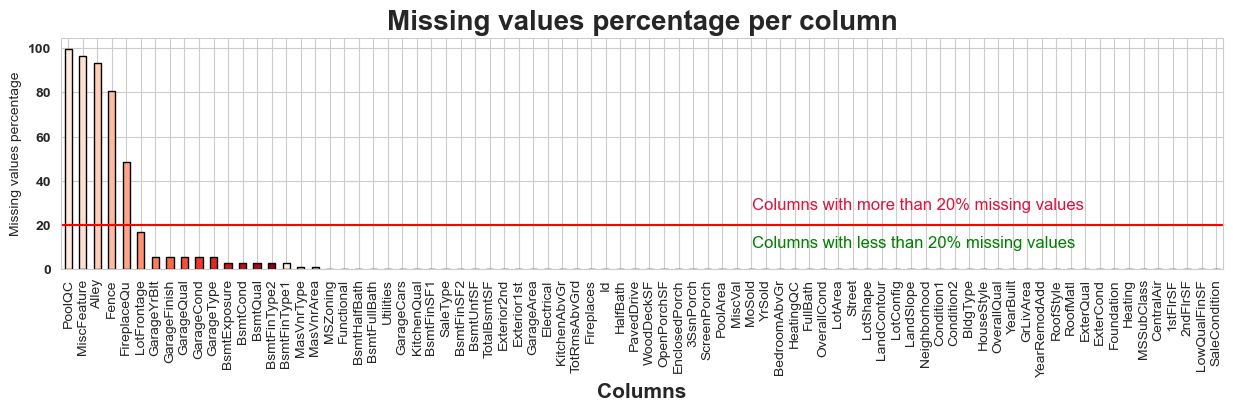 Missing values percentage per column
Missing values percentage
100
80
60
40
20
0
Columns with more than 20% missing values
Columns with less than 20% missing values
PoolQC
MiscFeature
Alley
Fence
FireplaceQu
LotFrontage
GarageYrBlt
GarageFinish
GarageQual
GarageCond
GarageType
BsmtExposure
BsmtCond
BsmtQual
BsmtFinType2
BsmtFinType1
MasVnrType
MasVnrArea
MSZoning
Functional
BsmtHalfBath
BsmtFullBath
Utilities
GarageCars
KitchenQual
BsmtFinSF1
SaleType
BsmtFinSF2
BsmtUnfSF
TotalBsmtSF
Exterior2nd
Exterior1st
GarageArea
Electrical
KitchenAbvGr
TotRmsAbvGrd
Fireplaces
Id
HalfBath
PavedDrive
WoodDeckSF
OpenPorchSF
EnclosedPorch
3SsnPorch
ScreenPorch
PoolArea
MiscVal
MoSold
YrSold
BedroomAbvGr
HeatingQC
FullBath
OverallCond
LotArea
Street
LotShape
LandContour
LotConfig
LandSlope
Neighborhood
Condition1
Condition2
BldgType
HouseStyle
OverallQual
YearBuilt
GrLivArea
YearRemodAdd
RoofStyle
RoofMatl
ExterQual
ExterCond
Foundation
Heating
MSSubClass
CentralAir
1stFlrSF
2ndFlrSF
LowQualFinSF
SaleCondition
Columns